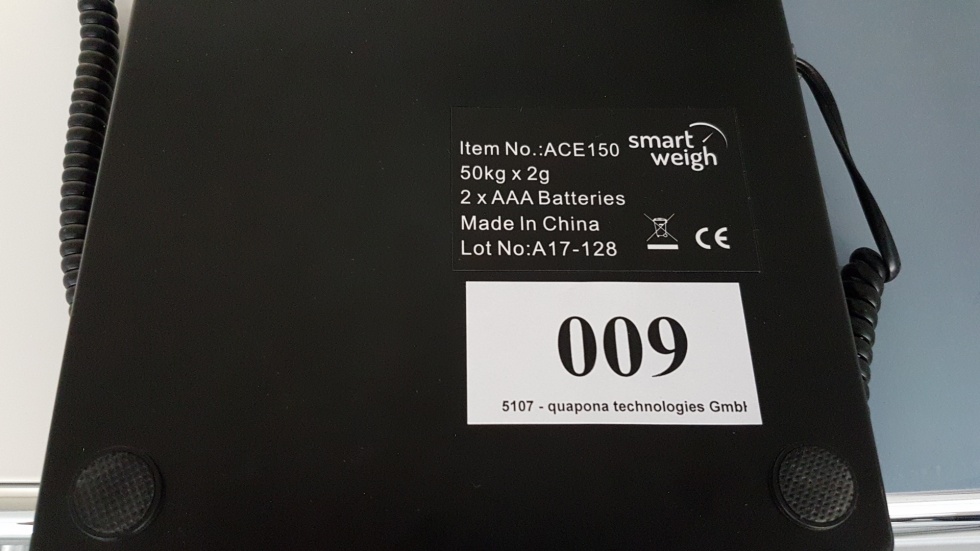 Item No.:ACE150
smart
weigh
50kg x 2g
2 x AAA Batteries
Made In China
Lot No:A17-128
CE
009
5107 - quapona technologies Gmb